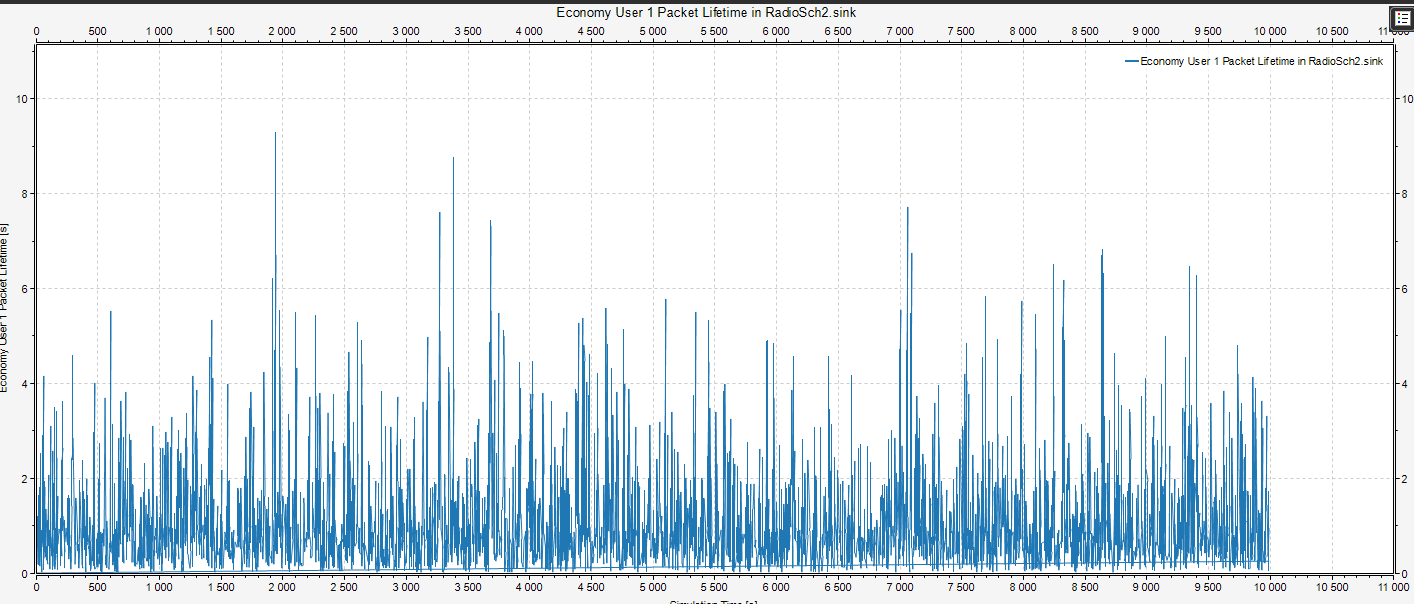 Economy User 1 Packet Lifetime in RadioSch2.sink
0 500 1 000 1 500 2 000 2 500 3 000 3 500 4 000 4 500 5 000 5 500 6 000 6 500 7 000 7 500 8 000 8 500 9 000 9 500 10 000 10 500 11 000
Economy User 1 Packet Lifetime in RadioSch2.sink
10 10
8 8
6 6
4 4
2 2
0 0
Economy User 1 Packet Lifetime [s]
0 500 1 000 1 500 2 000 2 500 3 000 3 500 4 000 4 500 5 000 5 500 6 000 6 500 7 000 7 500 8 000 8 500 9 000 9 500 10 000 10 500 11 000
Simulation Time [s]